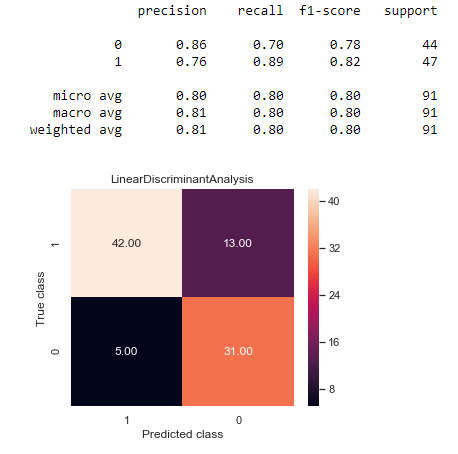 precision recall f1-score support
0 0.86 0.70 0.78 44
1 0.76 0.89 0.82 47
micro avg 0.80 0.80 0.80 91
macro avg 0.81 0.80 0.80 91
weighted avg 0.81 0.80 0.80 91
LinearDiscriminantAnalysis
40
1 42.00 13.00
32
True class
24
0 5.00 31.00
16
8
1 0
Predicted class